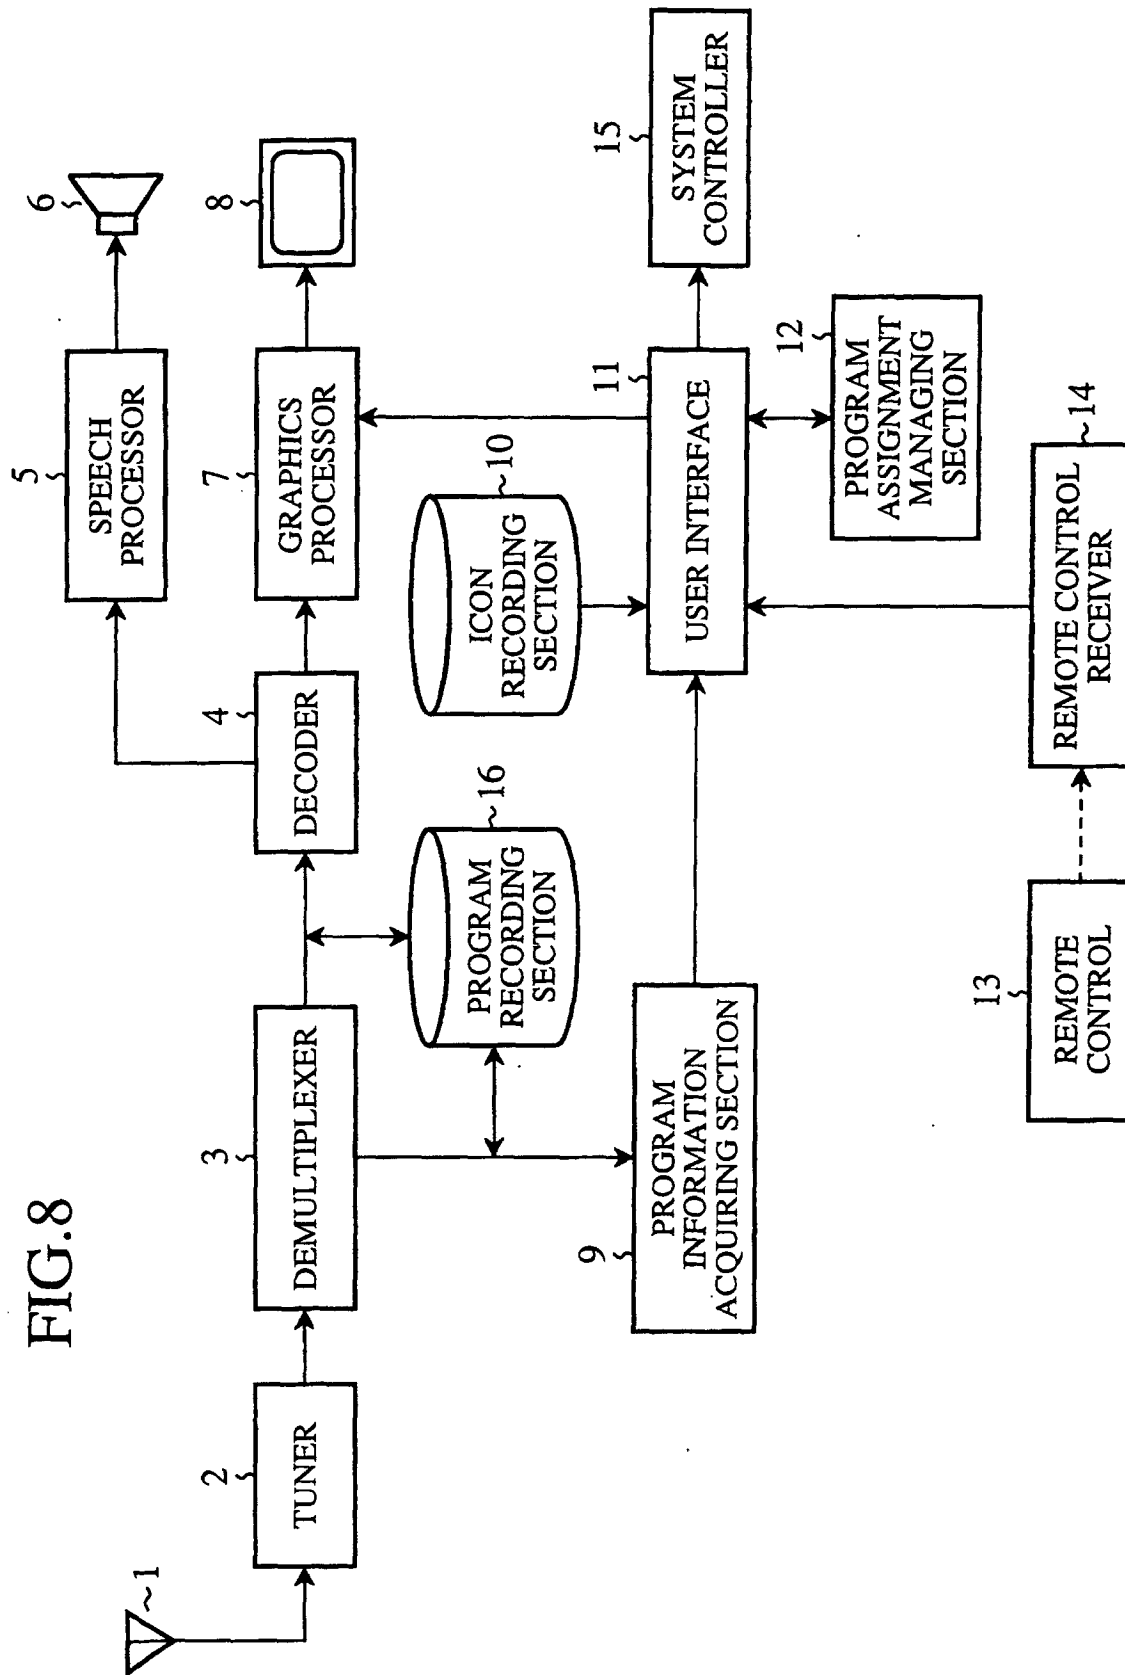 FIG.8
1
2
TUNER
3
DEMULTIPLEXER
4
DECODER
5
SPEECH
PROCESSOR
6
7
GRAPHICS
PROCESSOR
8
16
PROGRAM
RECORDING
SECTION
10
ICON
RECORDING
SECTION
9
PROGRAM
INFORMATION
ACQUIRING SECTION
11
USER INTERFACE
15
SYSTEM
CONTROLLER
12
PROGRAM
ASSIGNMENT
MANAGING
SECTION
13
REMOTE
CONTROL
14
REMOTE CONTROL
RECEIVER